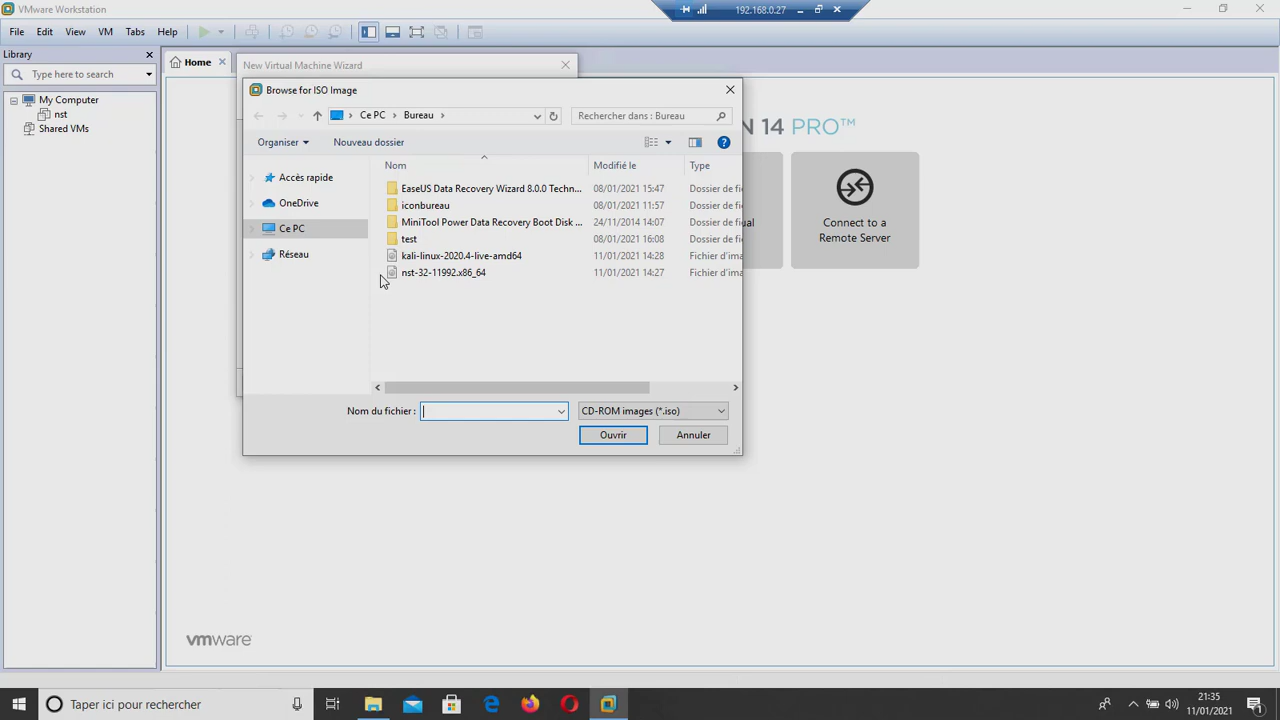 VMware Workstation
192.168.0.27
File Edit View VM Tabs Help
Library
Type here to search
My Computer
nst
Shared VMs
Home
New Virtual Machine Wizard
Browse for ISO Image
Ce PC > Bureau >
Rechercher dans : Bureau
Organiser
Nouveau dossier
Nom Modifié le Type
Accès rapide
OneDrive
Ce PC
Réseau
EaseUS Data Recovery Wizard 8.0.0 Techn... 08/01/2021 15:47 Dossier de fi
iconbureau 08/01/2021 11:57 Dossier de fi
MiniTool Power Data Recovery Boot Disk ... 24/11/2014 14:07 Dossier de fi
test 08/01/2021 16:08 Dossier de fi
kali-linux-2020.4-live-amd64 11/01/2021 14:28 Fichier d'ima
nst-32-11992.x86_64 11/01/2021 14:27 Fichier d'ima
Nom du fichier :
CD-ROM images (*.iso)
Ouvrir
Annuler
N 14 PRO™
ual
Connect to a
Remote Server
vmware
Taper ici pour rechercher
21:35
11/01/2021
1